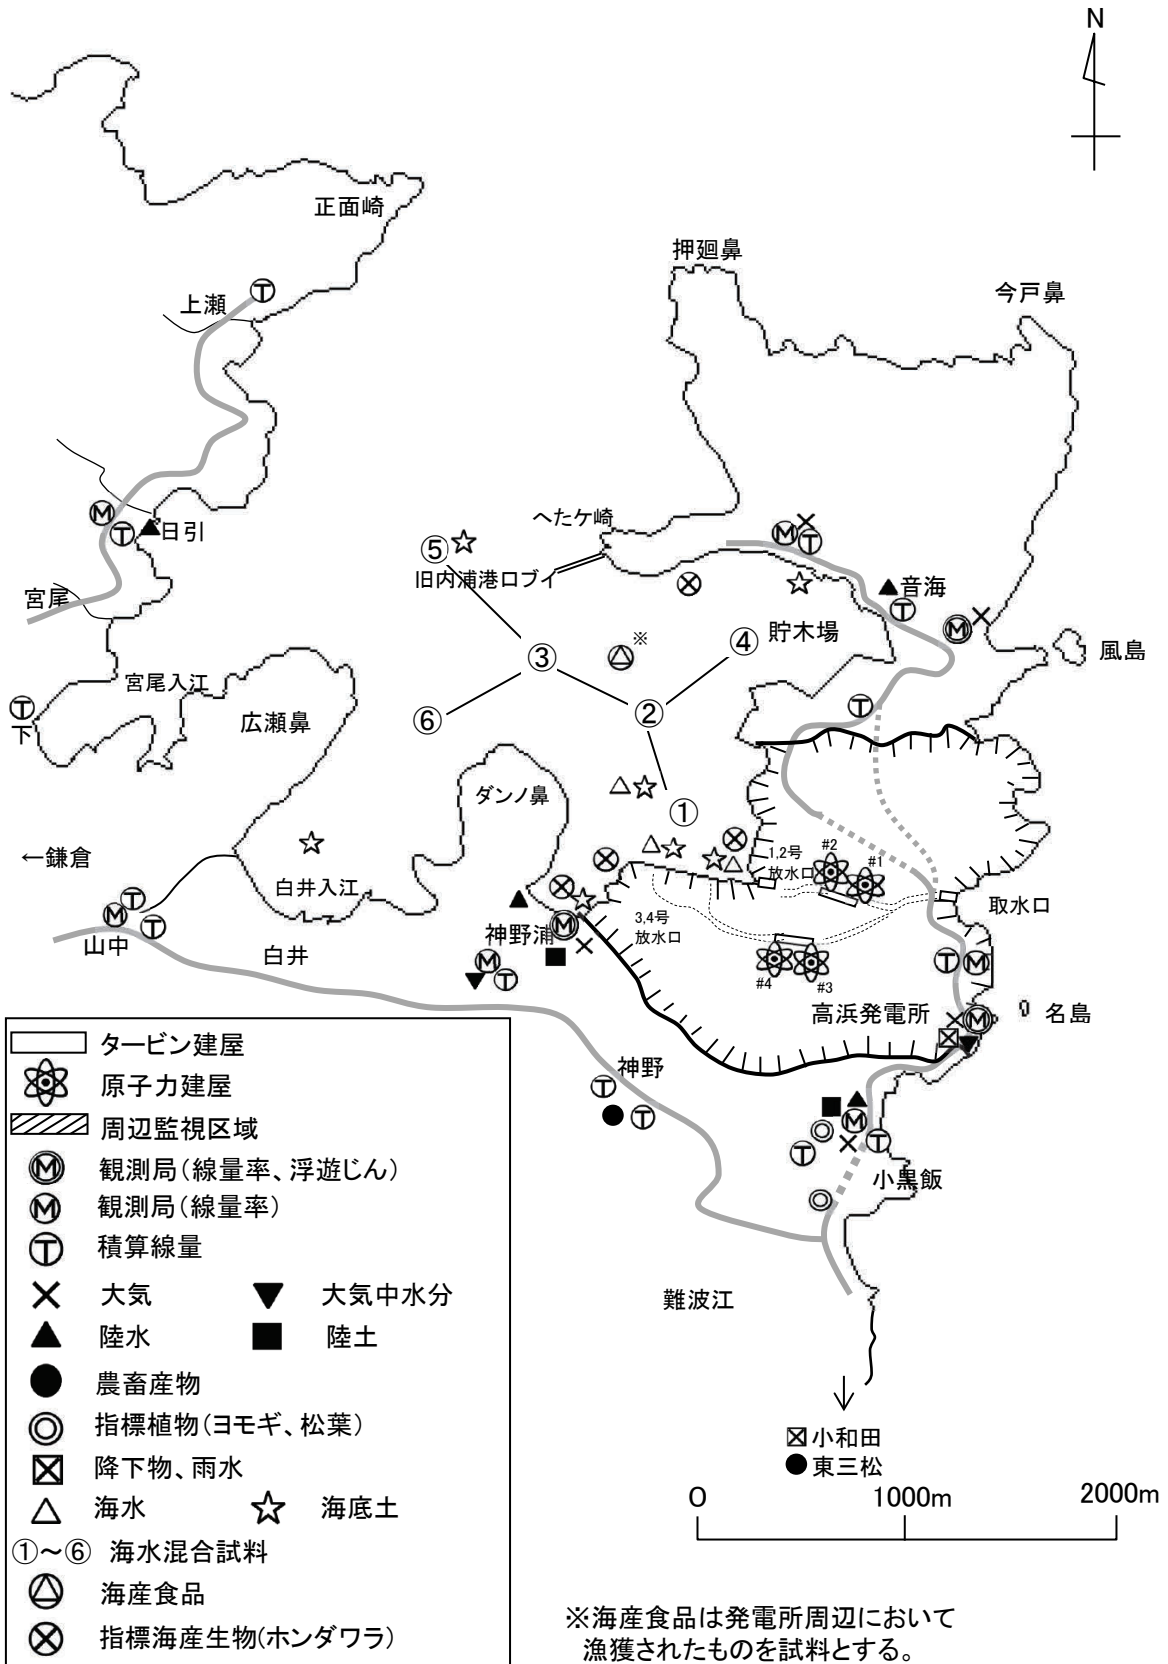 N
正面崎
押廻鼻
今戸鼻
上瀬
Ⓣ
へたケ崎
Ⓜ
Ⓣ
日引
Ⓜ
Ⓣ
⑤
旧内浦港ロブイ
宮尾
音海
Ⓣ
Ⓜ
※
④
貯木場
風島
③
宮尾入江
Ⓣ
下
広瀬鼻
⑥
②
Ⓣ
ダンノ鼻
①
←鎌倉
1,2号
放水口
#2
#1
白井入江
Ⓣ
Ⓜ
Ⓣ
山中
白井
神野浦
Ⓜ
Ⓜ
Ⓣ
3,4号
放水口
取水口
#4
#3
Ⓣ
Ⓜ
高浜発電所
Ⓜ
名島
神野
Ⓣ
Ⓣ
Ⓜ
Ⓣ
Ⓣ
小黒飯
難波江
小和田
東三松
O 1000m 2000m
タービン建屋
原子力建屋
周辺監視区域
Ⓜ 観測局(線量率、浮遊じん)
Ⓜ 観測局(線量率)
Ⓣ 積算線量
大気 大気中水分
陸水 陸土
農畜産物
指標植物(ヨモギ、松葉)
降下物、雨水
海水 海底土
①～⑥ 海水混合試料
海産食品
指標海産生物(ホンダワラ)
※海産食品は発電所周辺において
漁獲されたものを試料とする。